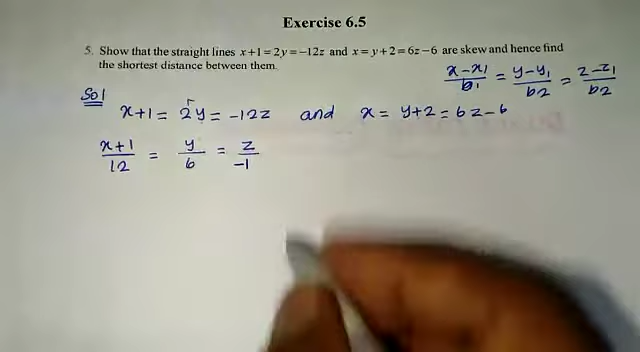 Exercise 6.5
5. Show that the straight lines x+1=2y=−12z and x=y+2=6z−6 are skew and hence find
the shortest distance between them.
x-x1/b1 = y-y1/b2 = z-z1/b2
Sol
x+1= 2y= -12z and x= y+2= 6z-6
x+1/12 = y/6 = z/-1